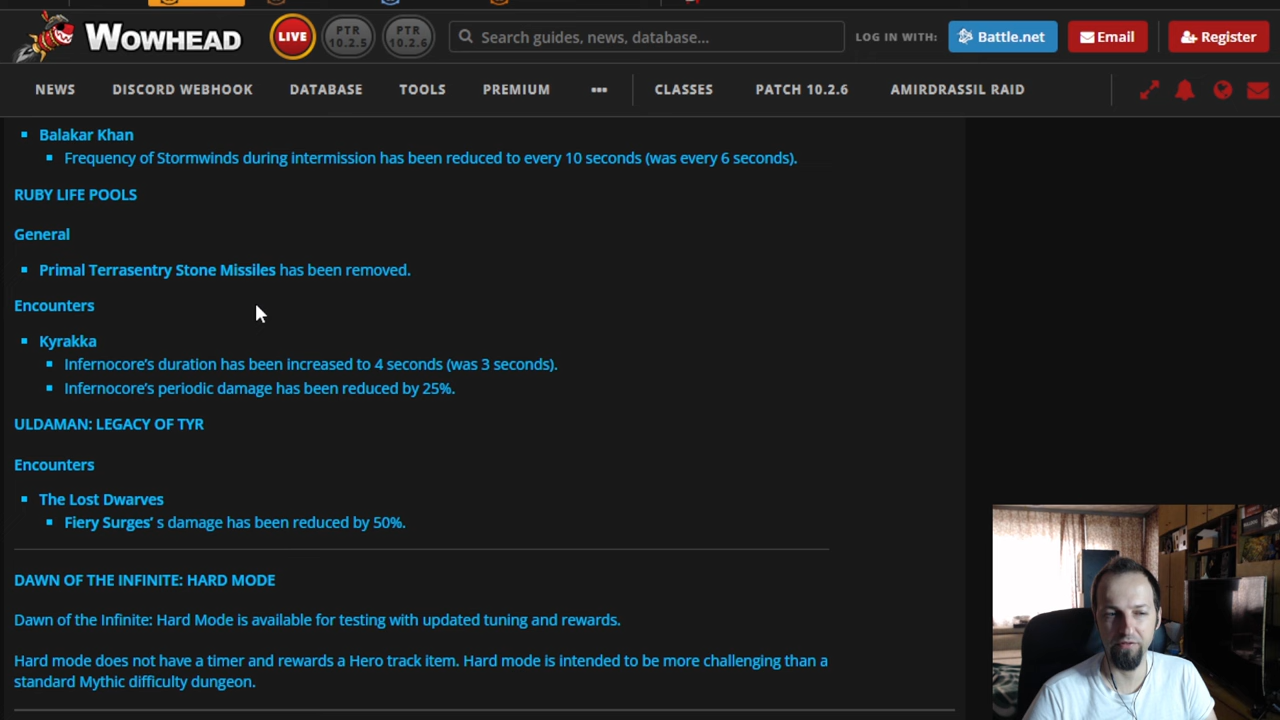 WOWHEAD
LIVE
PTR
10.2.5
PTR
10.2.6
Search guides, news, database...
LOG IN WITH:
Battle.net
Email
Register
NEWS
DISCORD WEBHOOK
DATABASE
TOOLS
PREMIUM
•••
CLASSES
PATCH 10.2.6
AMIRDRASSIL RAID
Balakar Khan
Frequency of Stormwinds during intermission has been reduced to every 10 seconds (was every 6 seconds).
RUBY LIFE POOLS
General
Primal Terrasentry Stone Missiles has been removed.
Encounters
Kyrakka
Infernocore's duration has been increased to 4 seconds (was 3 seconds).
Infernocore's periodic damage has been reduced by 25%.
ULDAMAN: LEGACY OF TYR
Encounters
The Lost Dwarves
Fiery Surges' s damage has been reduced by 50%.
DAWN OF THE INFINITE: HARD MODE
Dawn of the Infinite: Hard Mode is available for testing with updated tuning and rewards.
Hard mode does not have a timer and rewards a Hero track item. Hard mode is intended to be more challenging than a
standard Mythic difficulty dungeon.